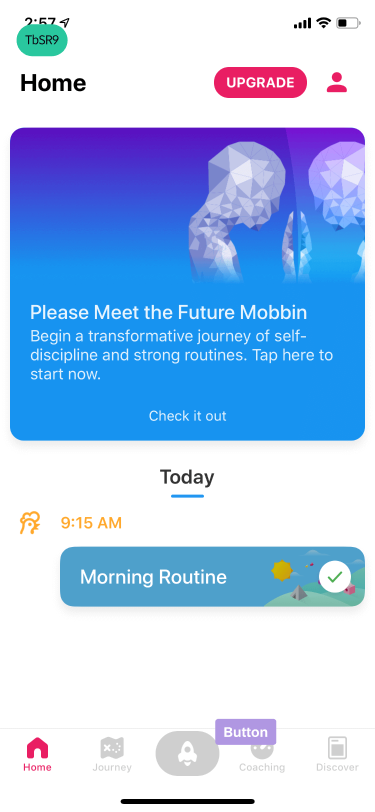 2:57
TbSR9
Home
UPGRADE
Please Meet the Future Mobbin
Begin a transformative journey of self-
discipline and strong routines. Tap here to
start now.
Check it out
Today
9:15 AM
Morning Routine
Button
Home
Journey
Coaching
Discover